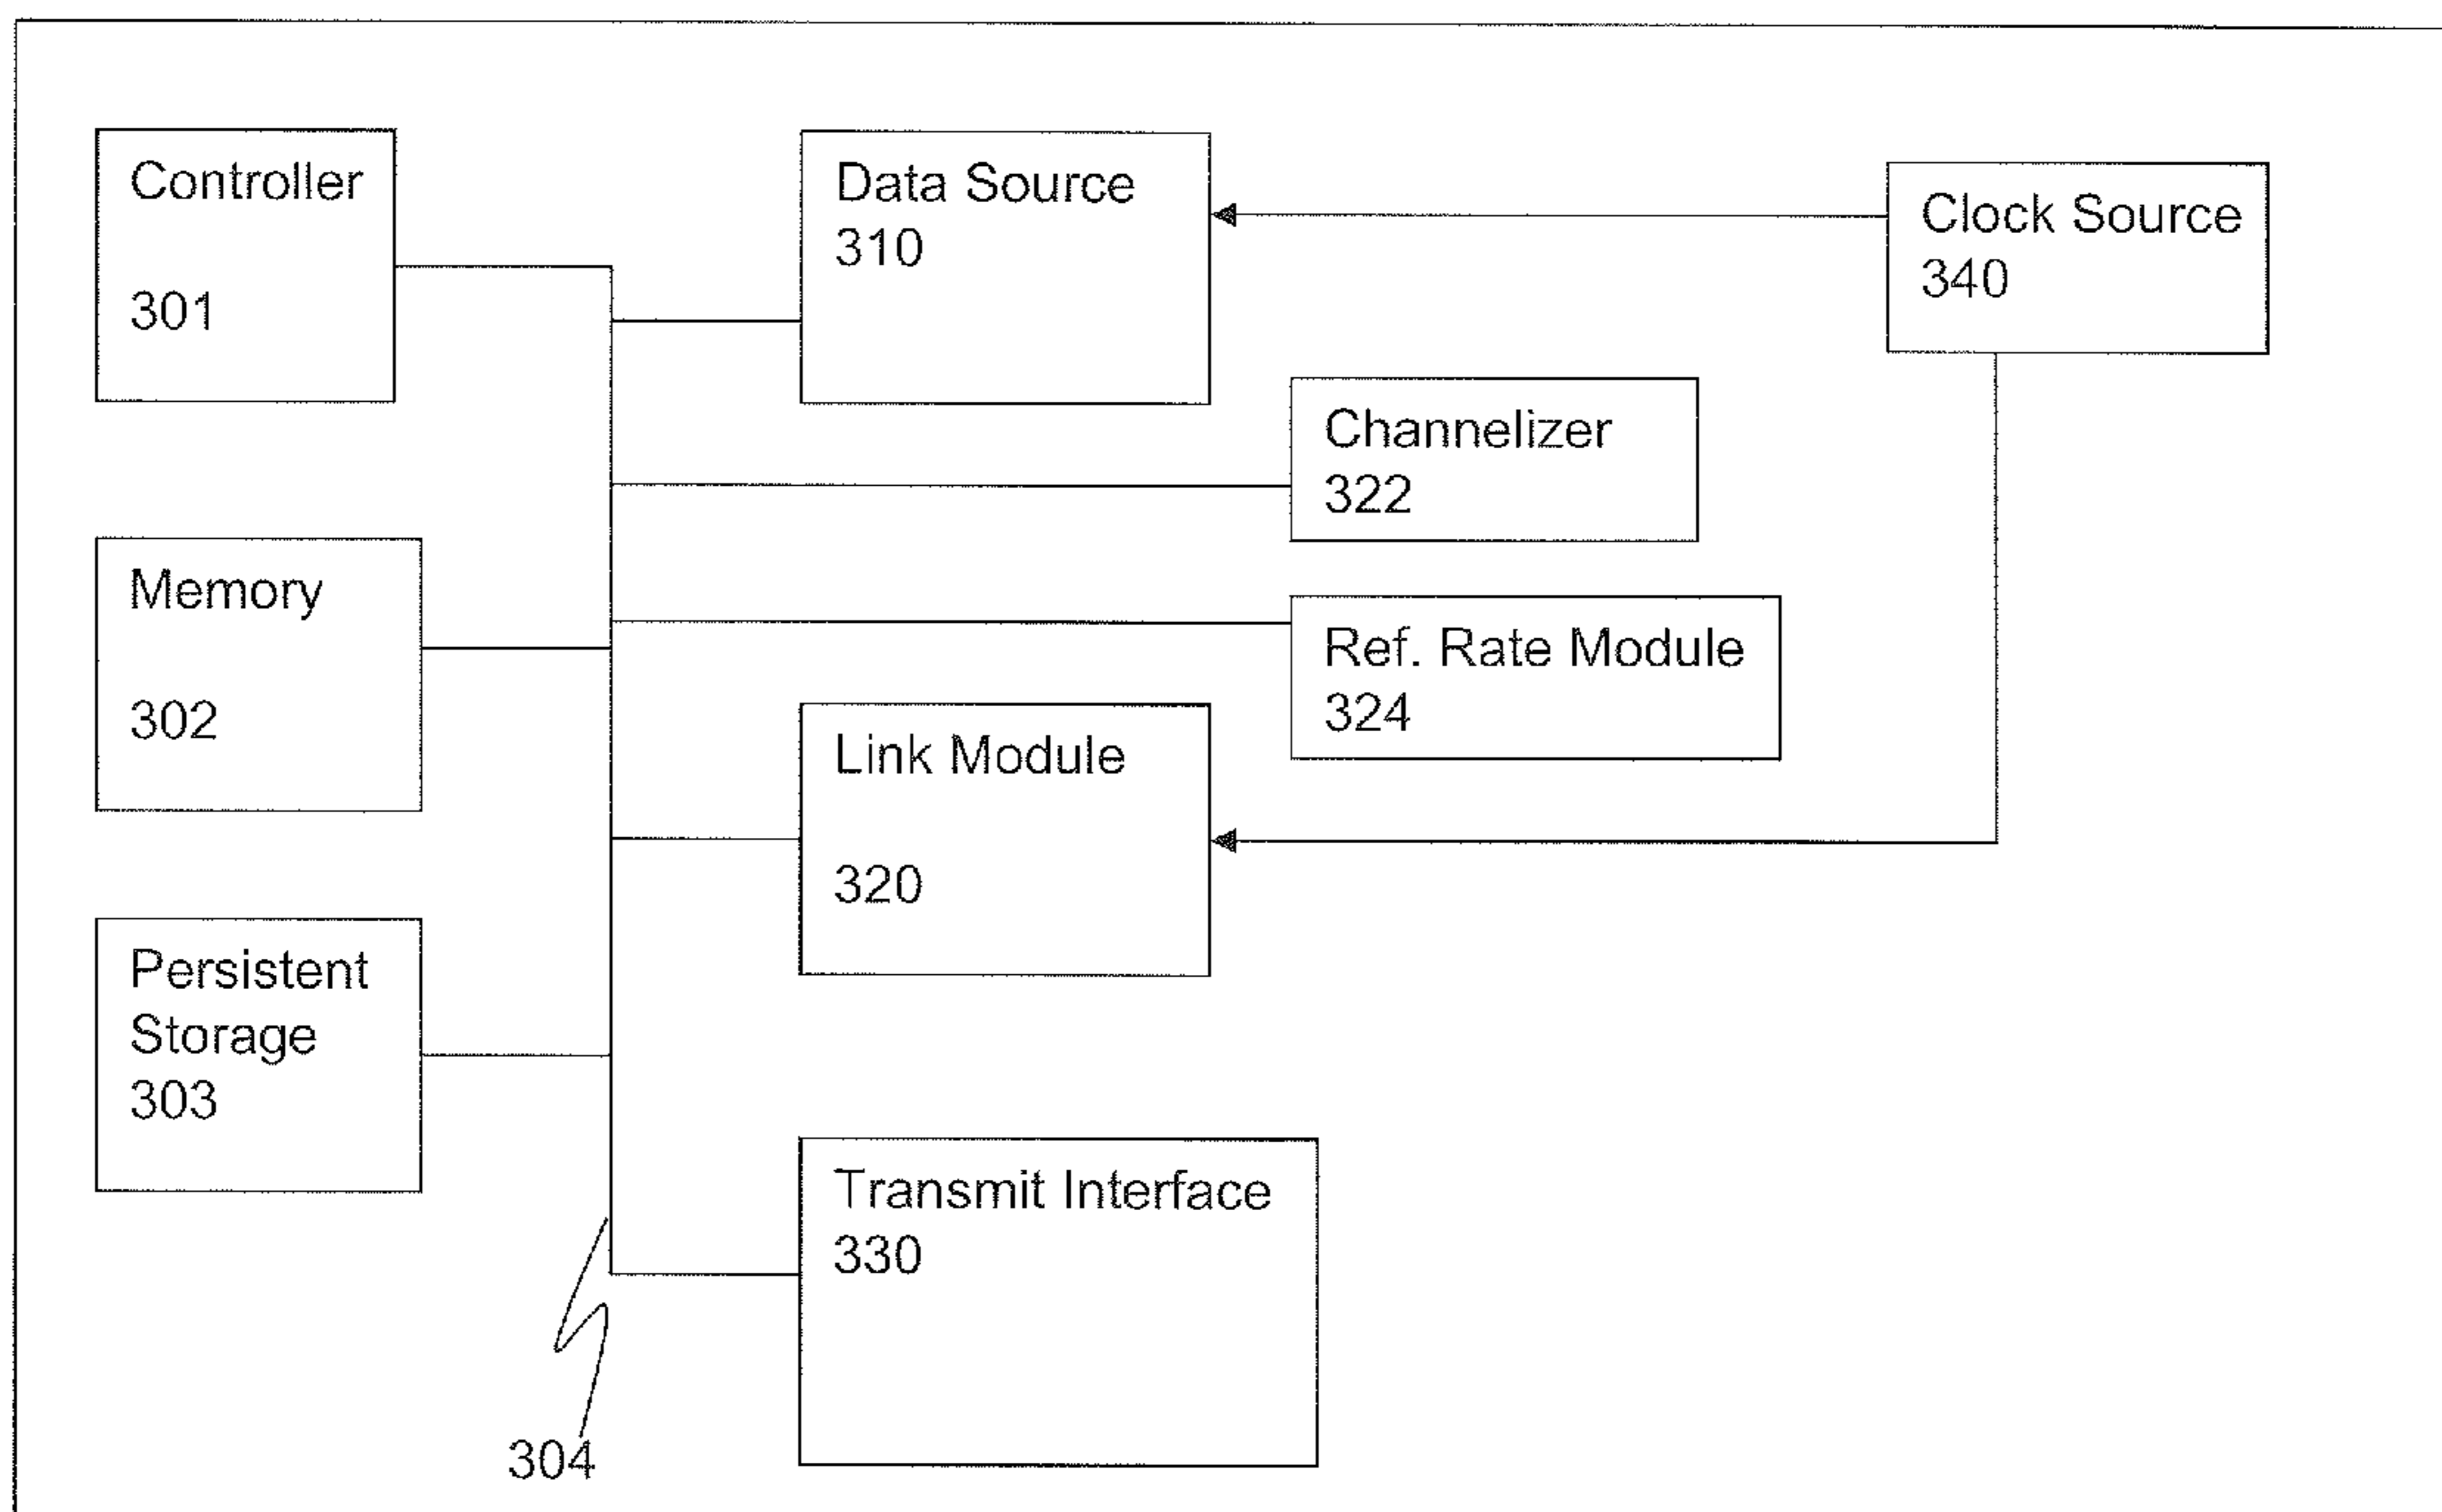 Controller
301
Data Source
310
Clock Source
340
Channelizer
322
Memory
302
Ref. Rate Module
324
Link Module
320
Persistent
Storage
303
Transmit Interface
330
304